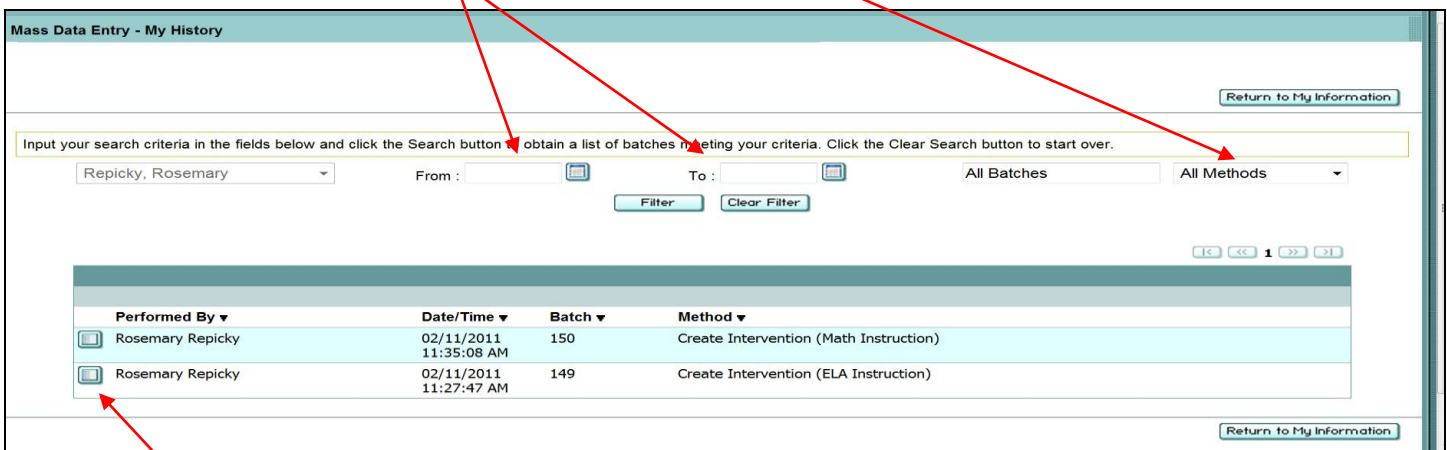 Mass Data Entry - My History
Return to My Information
Input your search criteria in the fields below and click the Search button to obtain a list of batches meeting your criteria. Click the Clear Search button to start over.
Repicky, Rosemary From : To : All Batches All Methods
Filter Clear Filter
|< << 1 >> >|
Performed By ▼ Date/Time ▼ Batch ▼ Method ▼
Rosemary Repicky 02/11/2011 150 Create Intervention (Math Instruction)
11:35:08 AM
Rosemary Repicky 02/11/2011 149 Create Intervention (ELA Instruction)
11:27:47 AM
Return to My Information